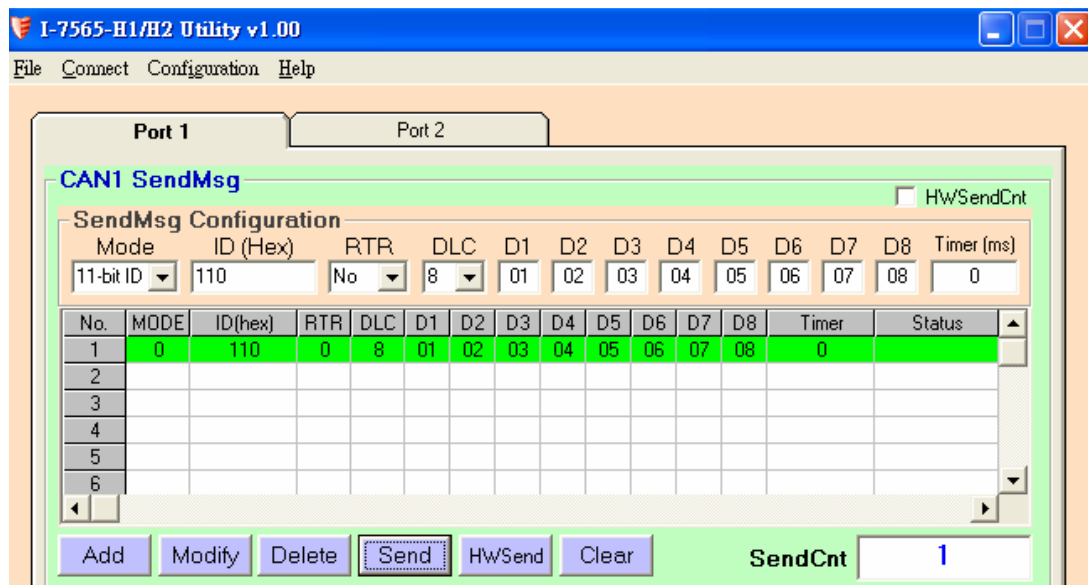 I-7565-H1/H2 Utility v1.00
File Connect Configuration Help
Port 1 Port 2
CAN1 SendMsg
HWSendCnt
SendMsg Configuration
Mode ID (Hex) RTR DLC D1 D2 D3 D4 D5 D6 D7 D8 Timer (ms)
11-bit ID 110 No 8 01 02 03 04 05 06 07 08 0
No. MODE ID(hex) RTR DLC D1 D2 D3 D4 D5 D6 D7 D8 Timer Status
1 0 110 0 8 01 02 03 04 05 06 07 08 0
2
3
4
5
6
Add Modify Delete Send HWSend Clear SendCnt 1